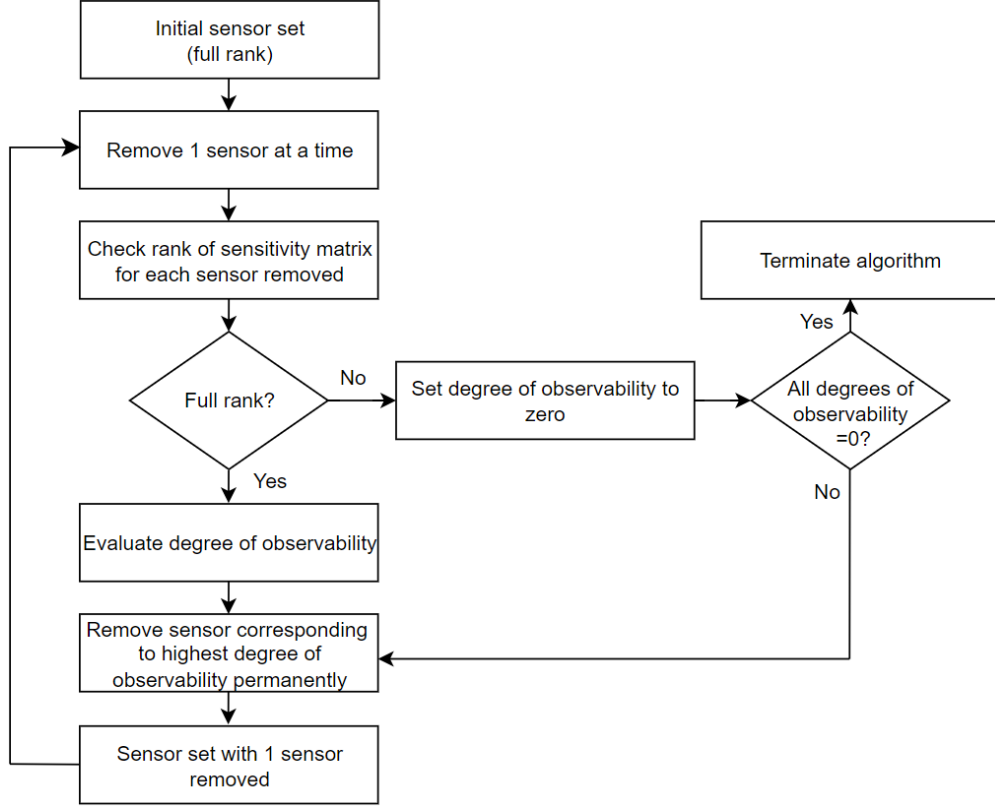 Initial sensor set
(full rank)
Remove 1 sensor at a time
Check rank of sensitivity matrix
for each sensor removed
Terminate algorithm
Yes
Full rank?
No
Set degree of observability to
zero
All degrees of
observability
=0?
Yes
No
Evaluate degree of observability
Remove sensor corresponding
to highest degree of
observability permanently
Sensor set with 1 sensor
removed